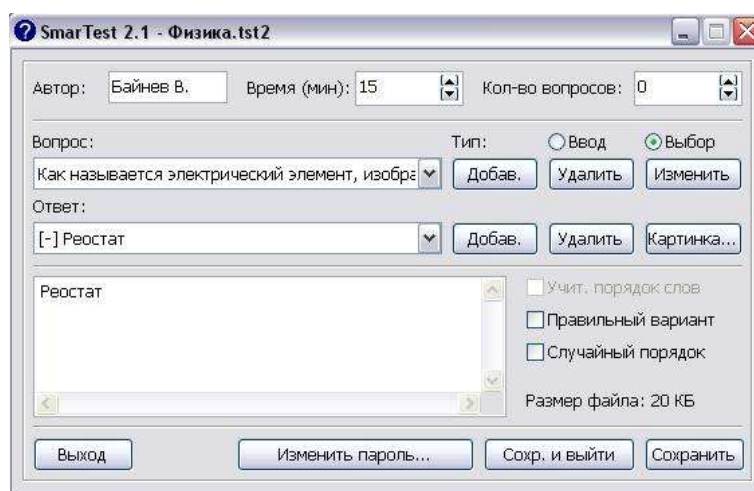 SmarTest 2.1 - Физика.tst2
Автор: Байнев В. Время (мин): 15 Кол-во вопросов: 0
Вопрос: Тип: Ввод Выбор
Как называется электрический элемент, изобра Добав. Удалить Изменить
Ответ:
[-] Реостат Добав. Удалить Картинка...
Реостат
Учит. порядок слов
Правильный вариант
Случайный порядок
Размер файла: 20 КБ
Выход Изменить пароль... Сохр. и выйти Сохранить